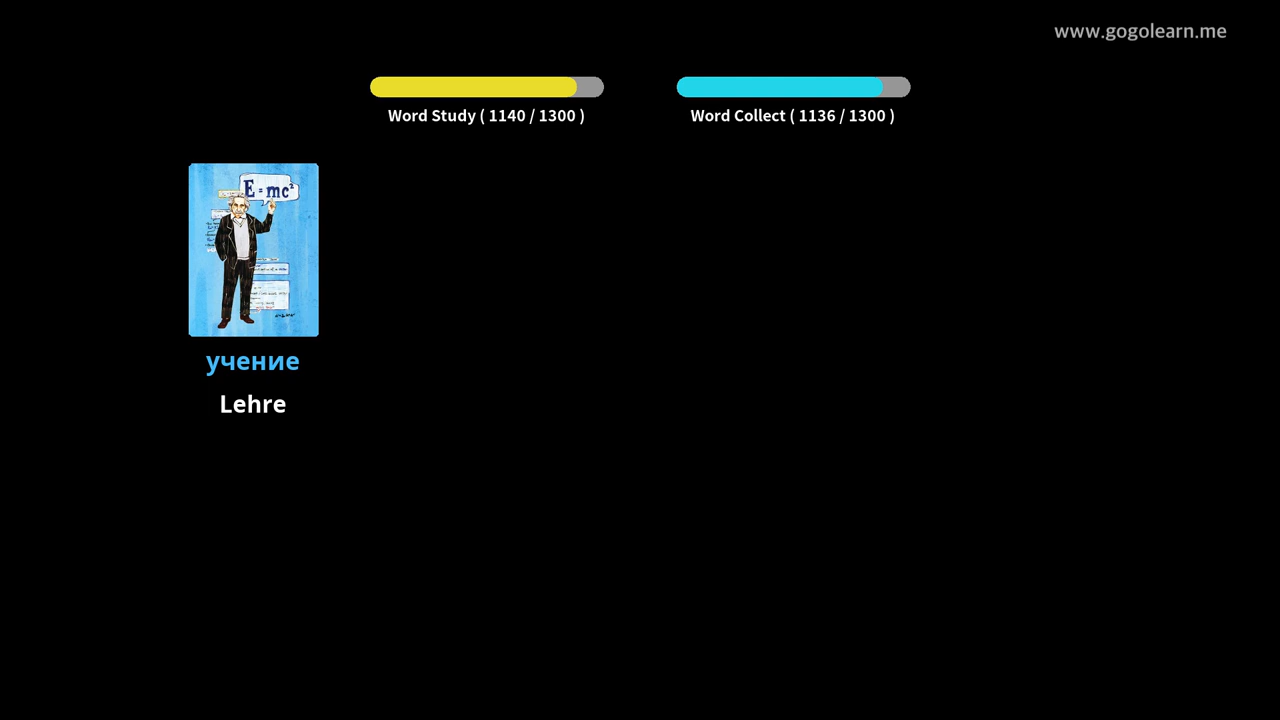 www.gogolearn.me
Word Study ( 1140 / 1300 )
Word Collect ( 1136 / 1300 )
E = mc²
учение
Lehre